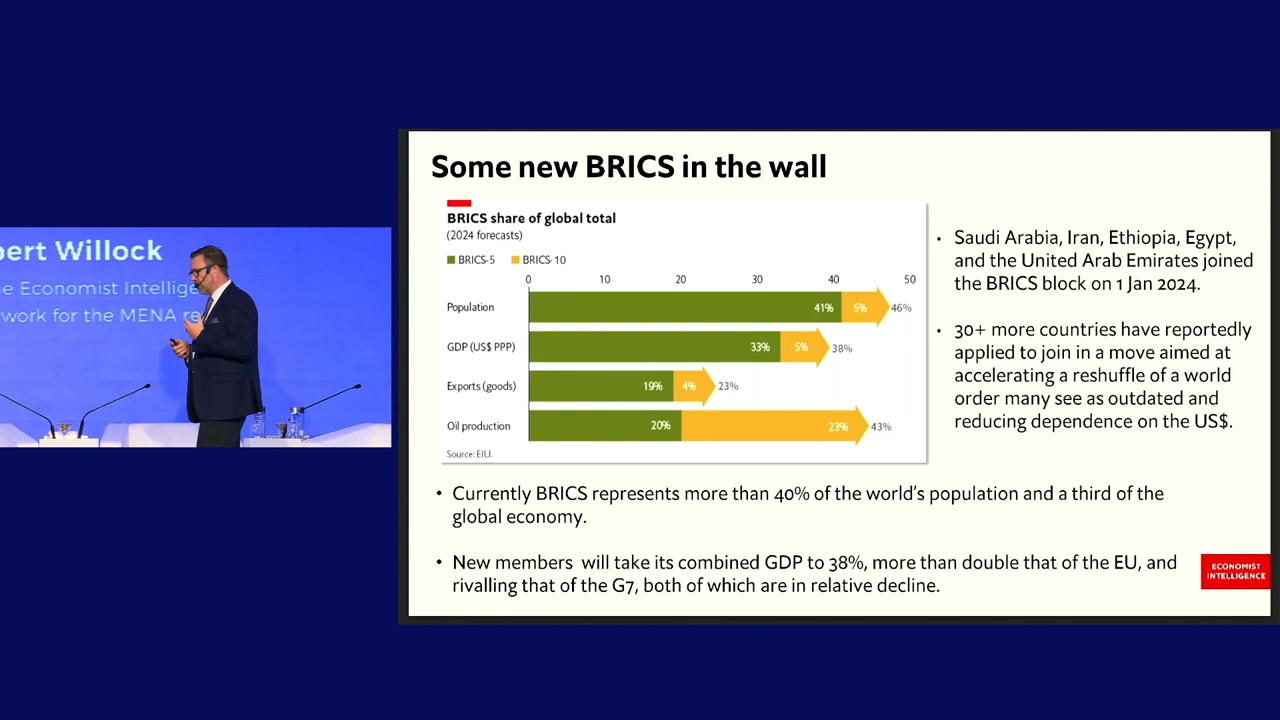 pert Willock
e Economist Intellige
work for the MENA re
Some new BRICS in the wall
BRICS share of global total
(2024 forecasts)
BRICS-5 BRICS-10
0 10 20 30 40 50
Population 41% 5% 46%
GDP (US$ PPP) 33% 5% 38%
Exports (goods) 19% 4% 23%
Oil production 20% 23% 43%
Source: EIU.
• Saudi Arabia, Iran, Ethiopia, Egypt,
and the United Arab Emirates joined
the BRICS block on 1 Jan 2024.
• 30+ more countries have reportedly
applied to join in a move aimed at
accelerating a reshuffle of a world
order many see as outdated and
reducing dependence on the US$.
• Currently BRICS represents more than 40% of the world's population and a third of the
global economy.
• New members will take its combined GDP to 38%, more than double that of the EU, and
rivalling that of the G7, both of which are in relative decline.
ECONOMIST
INTELLIGENCE